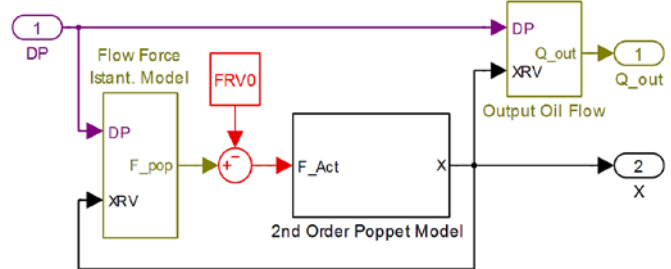 1
DP
Flow Force
Istant. Model
DP
F_pop
XRV
FRV0
+
−
F_Act
X
2nd Order Poppet Model
DP
Q_out
XRV
Output Oil Flow
1
Q_out
2
X